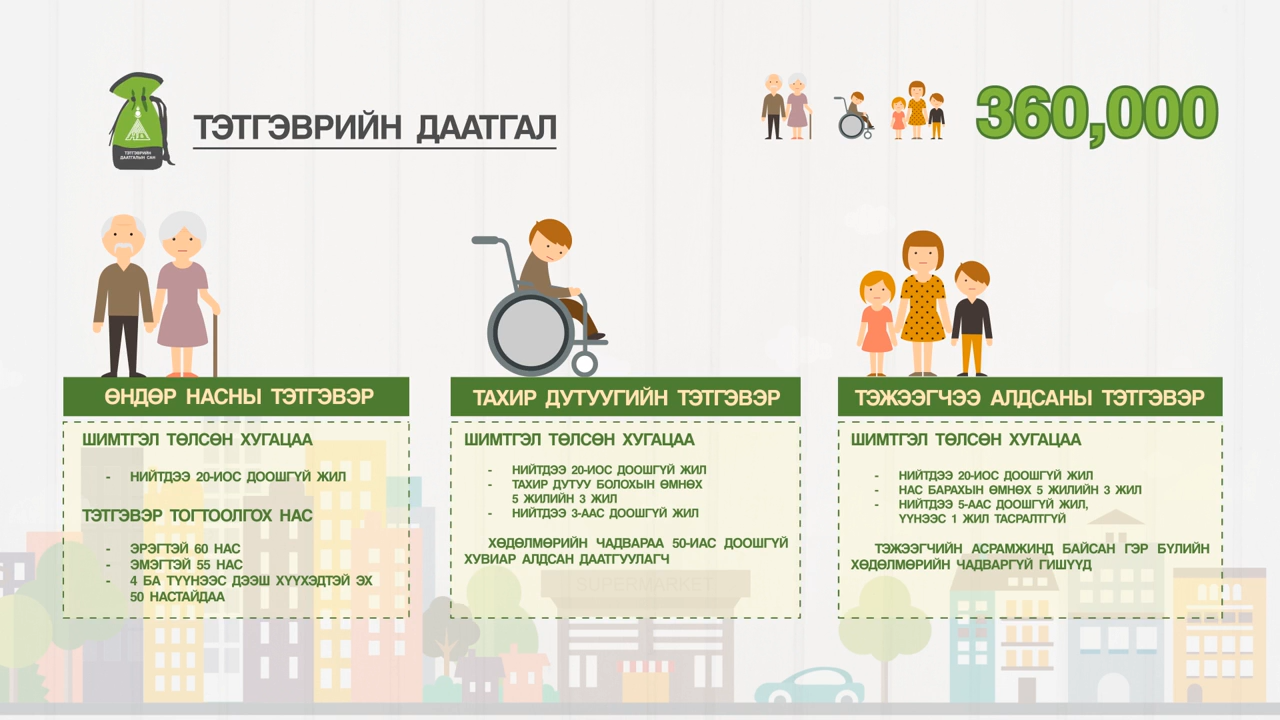 ТЭТГЭВРИЙН
ДААТГАЛЫН САН
ТЭТГЭВРИЙН ДААТГАЛ
360,000
ӨНДӨР НАСНЫ ТЭТГЭВЭР
ШИМТГЭЛ ТӨЛСӨН ХУГАЦАА
- НИЙТДЭЭ 20-ИОС ДООШГҮЙ ЖИЛ
ТЭТГЭВЭР ТОГТООЛГОХ НАС
- ЭРЭГТЭЙ 60 НАС
- ЭМЭГТЭЙ 55 НАС
- 4 БА ТҮҮНЭЭС ДЭЭШ ХҮҮХЭДТЭЙ ЭХ
50 НАСТАЙДАА
ТАХИР ДУТУУГИЙН ТЭТГЭВЭР
ШИМТГЭЛ ТӨЛСӨН ХУГАЦАА
- НИЙТДЭЭ 20-ИОС ДООШГҮЙ ЖИЛ
- ТАХИР ДУТУУ БОЛОХЫН ӨМНӨХ
5 ЖИЛИЙН 3 ЖИЛ
- НИЙТДЭЭ 3-ААС ДООШГҮЙ ЖИЛ
ХӨДӨЛМӨРИЙН ЧАДВАРАА 50-ИАС ДООШГҮЙ
ХУВИАР АЛДСАН ДААТГУУЛАГЧ
ТЭЖЭЭГЧЭЭ АЛДСАНЫ ТЭТГЭВЭР
ШИМТГЭЛ ТӨЛСӨН ХУГАЦАА
- НИЙТДЭЭ 20-ИОС ДООШГҮЙ ЖИЛ
- НАС БАРАХЫН ӨМНӨХ 5 ЖИЛИЙН 3 ЖИЛ
- НИЙТДЭЭ 5-ААС ДООШГҮЙ ЖИЛ,
ҮҮНЭЭС 1 ЖИЛ ТАСРАЛТГҮЙ
ТЭЖЭЭГЧИЙН АСРАМЖИНД БАЙСАН ГЭР БҮЛИЙН
ХӨДӨЛМӨРИЙН ЧАДВАРГҮЙ ГИШҮҮД
SUPERMARKET